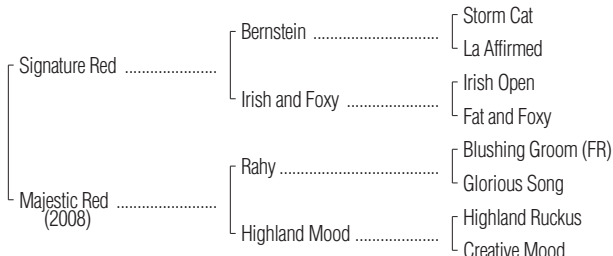 Storm Cat
Bernstein ......................................
La Affirmed
Signature Red ......................
Irish Open
Irish and Foxy ..............................
Fat and Foxy
Blushing Groom (FR)
Rahy ..............................................
Glorious Song
Majestic Red ........................
(2008)
Highland Ruckus
Highland Mood ............................
Creative Mood